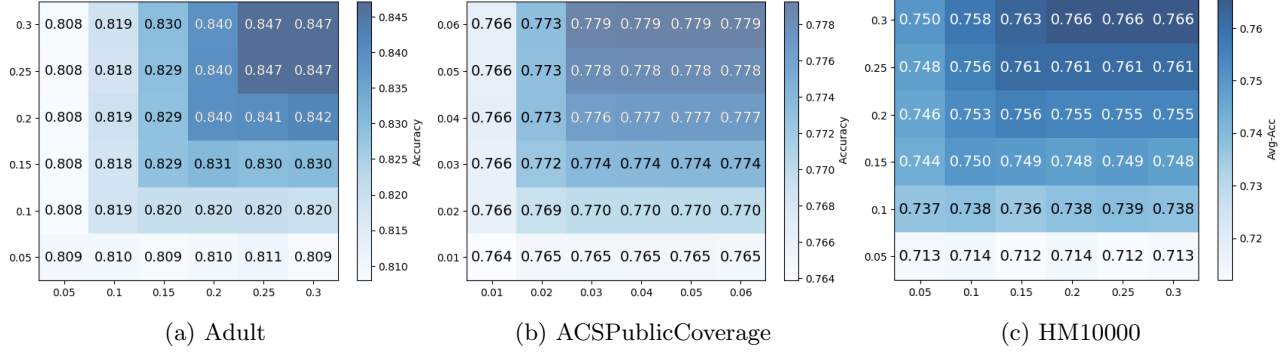 0.3 0.808 0.819 0.830 0.840 0.847 0.847
0.25 0.808 0.818 0.829 0.840 0.847 0.847
0.2 0.808 0.819 0.829 0.840 0.841 0.842
0.15 0.808 0.818 0.829 0.831 0.830 0.830
0.1 0.808 0.819 0.820 0.820 0.820 0.820
0.05 0.809 0.810 0.809 0.810 0.811 0.809
0.05 0.1 0.15 0.2 0.25 0.3
0.845
0.840
0.835
0.830
0.825
0.820
0.815
0.810
Accuracy
(a) Adult
0.06 0.766 0.773 0.779 0.779 0.779 0.779
0.05 0.766 0.773 0.778 0.778 0.778 0.778
0.04 0.766 0.773 0.776 0.777 0.777 0.777
0.03 0.766 0.772 0.774 0.774 0.774 0.774
0.02 0.766 0.769 0.770 0.770 0.770 0.770
0.01 0.764 0.765 0.765 0.765 0.765 0.765
0.01 0.02 0.03 0.04 0.05 0.06
0.778
0.776
0.774
0.772
0.770
0.768
0.766
0.764
Accuracy
(b) ACSPublicCoverage
0.3 0.750 0.758 0.763 0.766 0.766 0.766
0.25 0.748 0.756 0.761 0.761 0.761 0.761
0.2 0.746 0.753 0.756 0.755 0.755 0.755
0.15 0.744 0.750 0.749 0.748 0.749 0.748
0.1 0.737 0.738 0.736 0.738 0.739 0.738
0.05 0.713 0.714 0.712 0.714 0.712 0.713
0.05 0.1 0.15 0.2 0.25 0.3
0.76
0.75
0.74
0.73
0.72
Avg-Acc
(c) HM10000